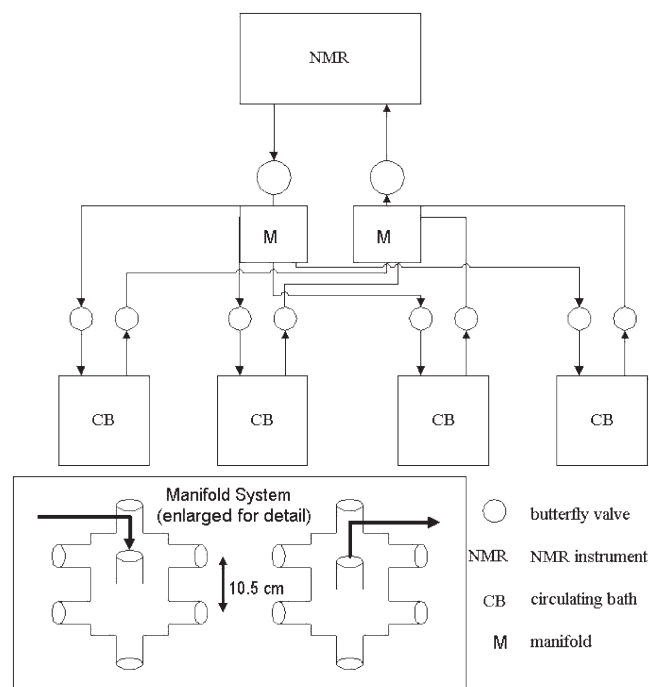 NMR
M
M
CB
CB
CB
CB
Manifold System
(enlarged for detail)
10.5 cm
butterfly valve
NMR NMR instrument
CB circulating bath
M manifold